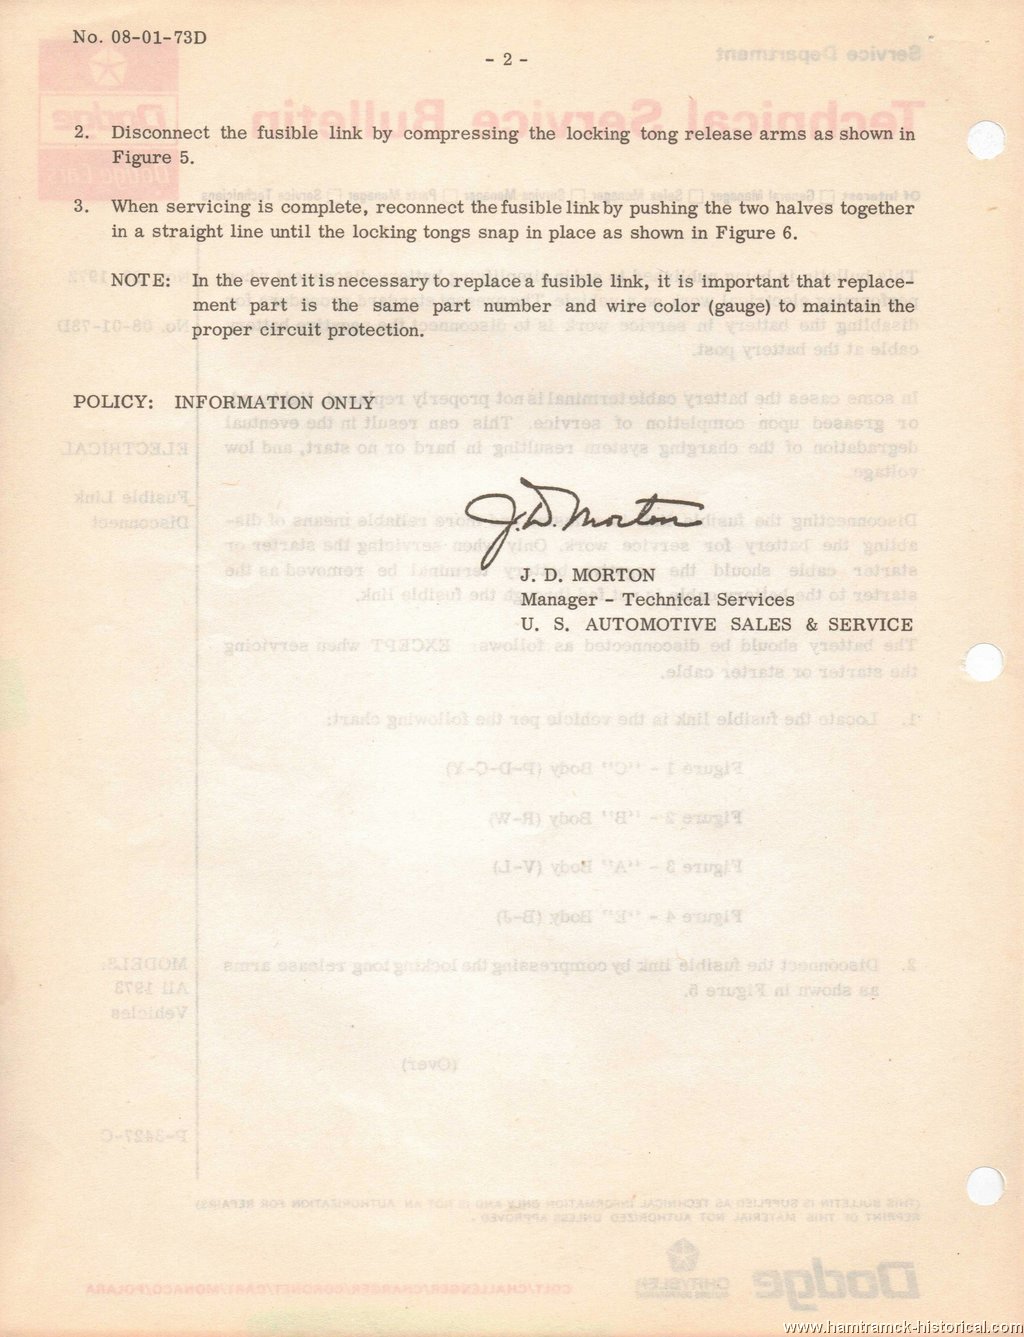 No. 08-01-73D
- 2 -
2. Disconnect the fusible link by compressing the locking tong release arms as shown in
Figure 5.
3. When servicing is complete, reconnect the fusible link by pushing the two halves together
in a straight line until the locking tongs snap in place as shown in Figure 6.
NOTE: In the event it is necessary to replace a fusible link, it is important that replace-
ment part is the same part number and wire color (gauge) to maintain the
proper circuit protection.
POLICY: INFORMATION ONLY
J. D. Morton
J. D. MORTON
Manager - Technical Services
U. S. AUTOMOTIVE SALES & SERVICE
www.hamtramck-historical.com